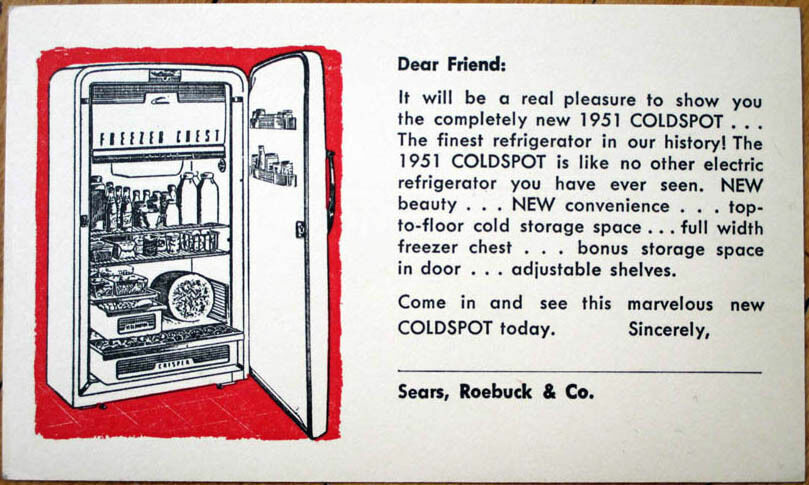 FREEZER CHEST
CRISPER
Dear Friend:
It will be a real pleasure to show you
the completely new 1951 COLDSPOT . . .
The finest refrigerator in our history! The
1951 COLDSPOT is like no other electric
refrigerator you have ever seen. NEW
beauty . . . NEW convenience . . . top-
to-floor cold storage space . . . full width
freezer chest . . . bonus storage space
in door . . . adjustable shelves.
Come in and see this marvelous new
COLDSPOT today. Sincerely,
Sears, Roebuck & Co.